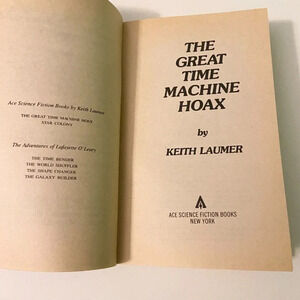 Ace Science Fiction Books by Keith Laumer
THE GREAT TIME MACHINE HOAX
STAR COLONY
The Adventures of Lafayette O'Leary
THE TIME BENDER
THE WORLD SHUFFLER
THE SHAPE CHANGER
THE GALAXY BUILDER
THE
GREAT
TIME
MACHINE
HOAX
by
KEITH LAUMER
ACE SCIENCE FICTION BOOKS
NEW YORK